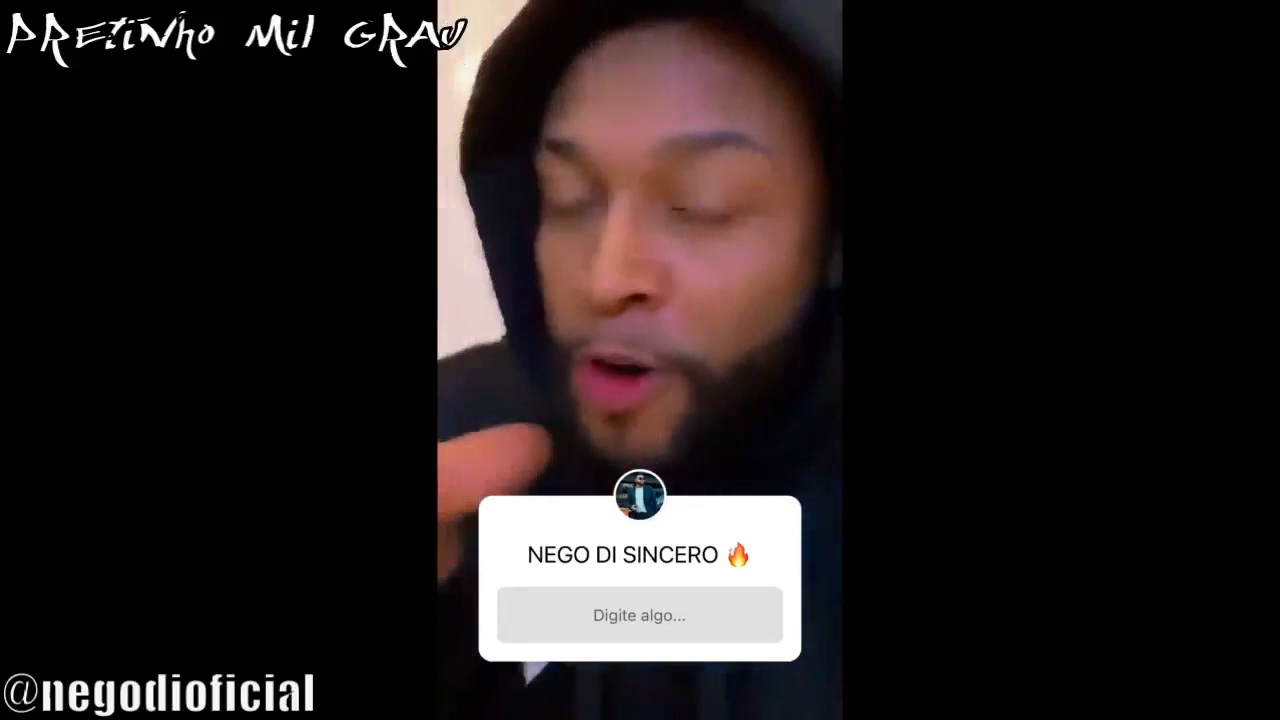 PRETINHO MIL GRAU
NEGO DI SINCERO 🔥
Digite algo...
@negodioficial